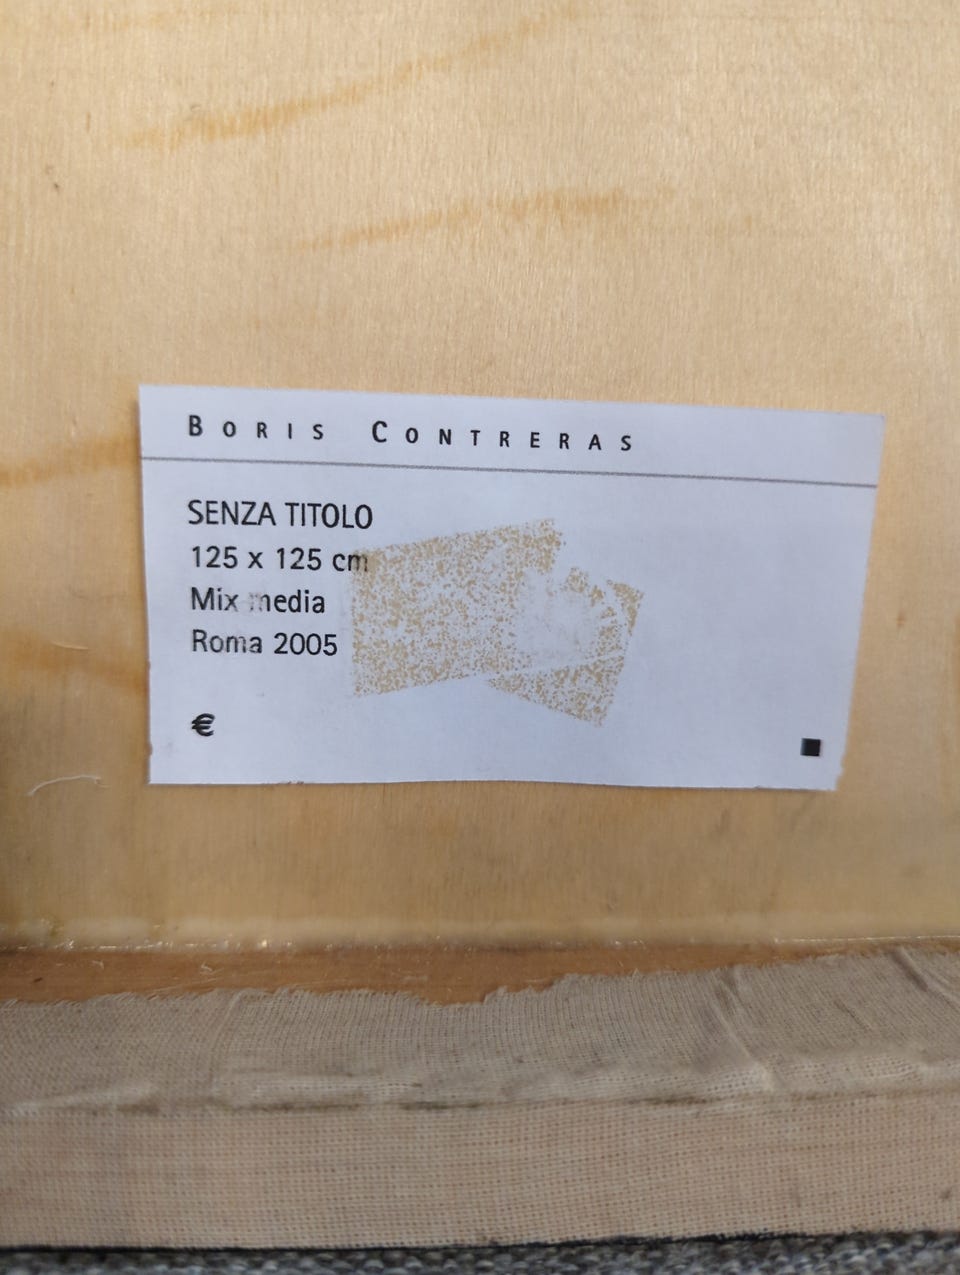 BORIS CONTRERAS
SENZA TITOLO
125 x 125 cm
Mix media
Roma 2005
€